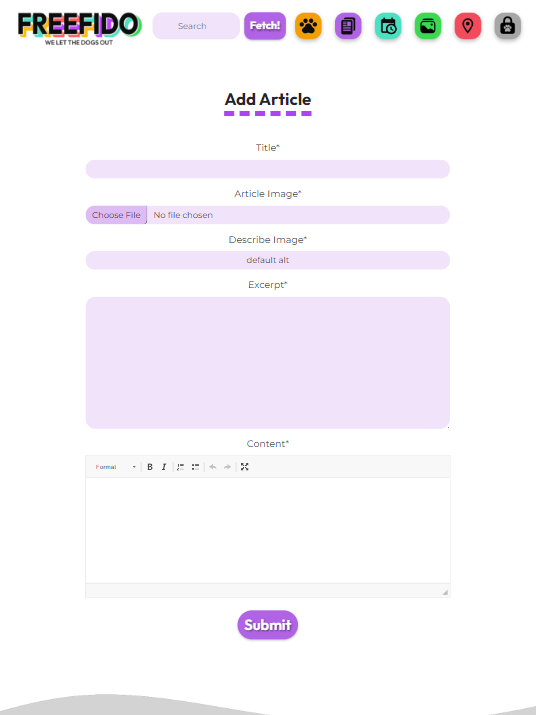 FREEFIDO
WE LET THE DOGS OUT
Search
Fetch!
Add Article
Title*
Article Image*
Choose File No file chosen
Describe Image*
default alt
Excerpt*
Content*
Format B I
Submit